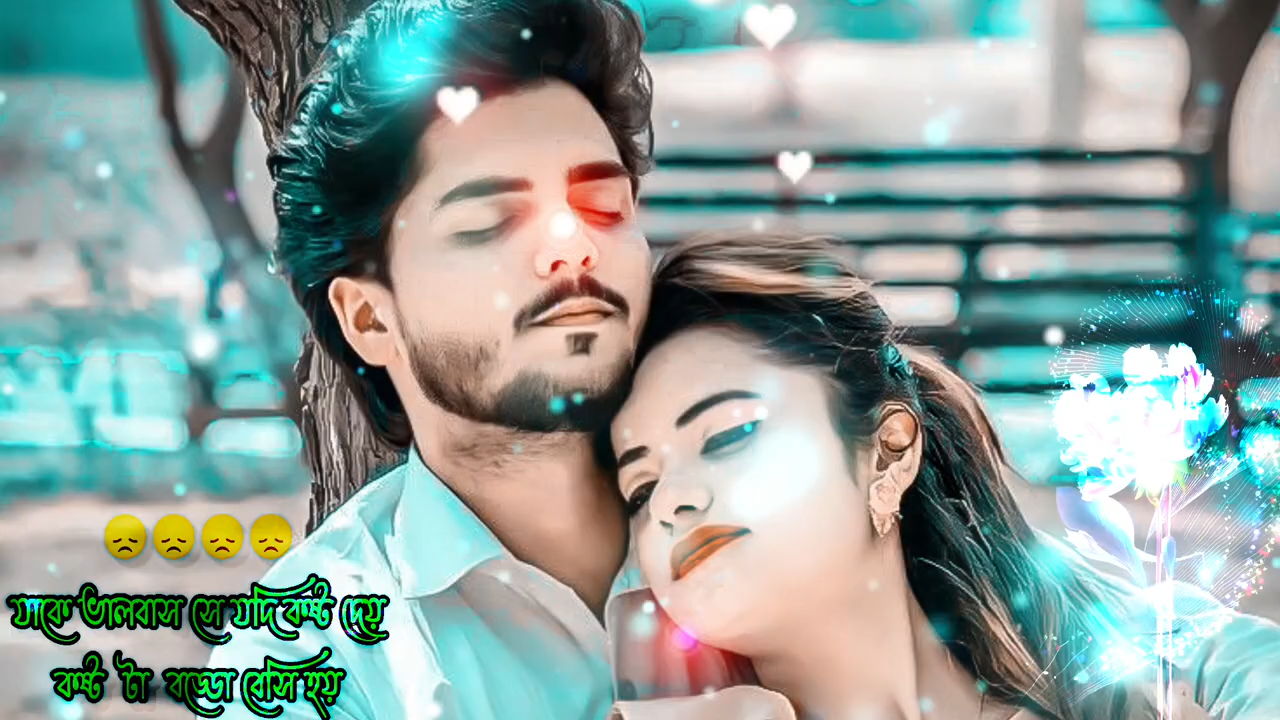 যাকে ভালবাস সে যদি কষ্ট দেয়
কষ্ট টা বড্ডো বেসি হয়